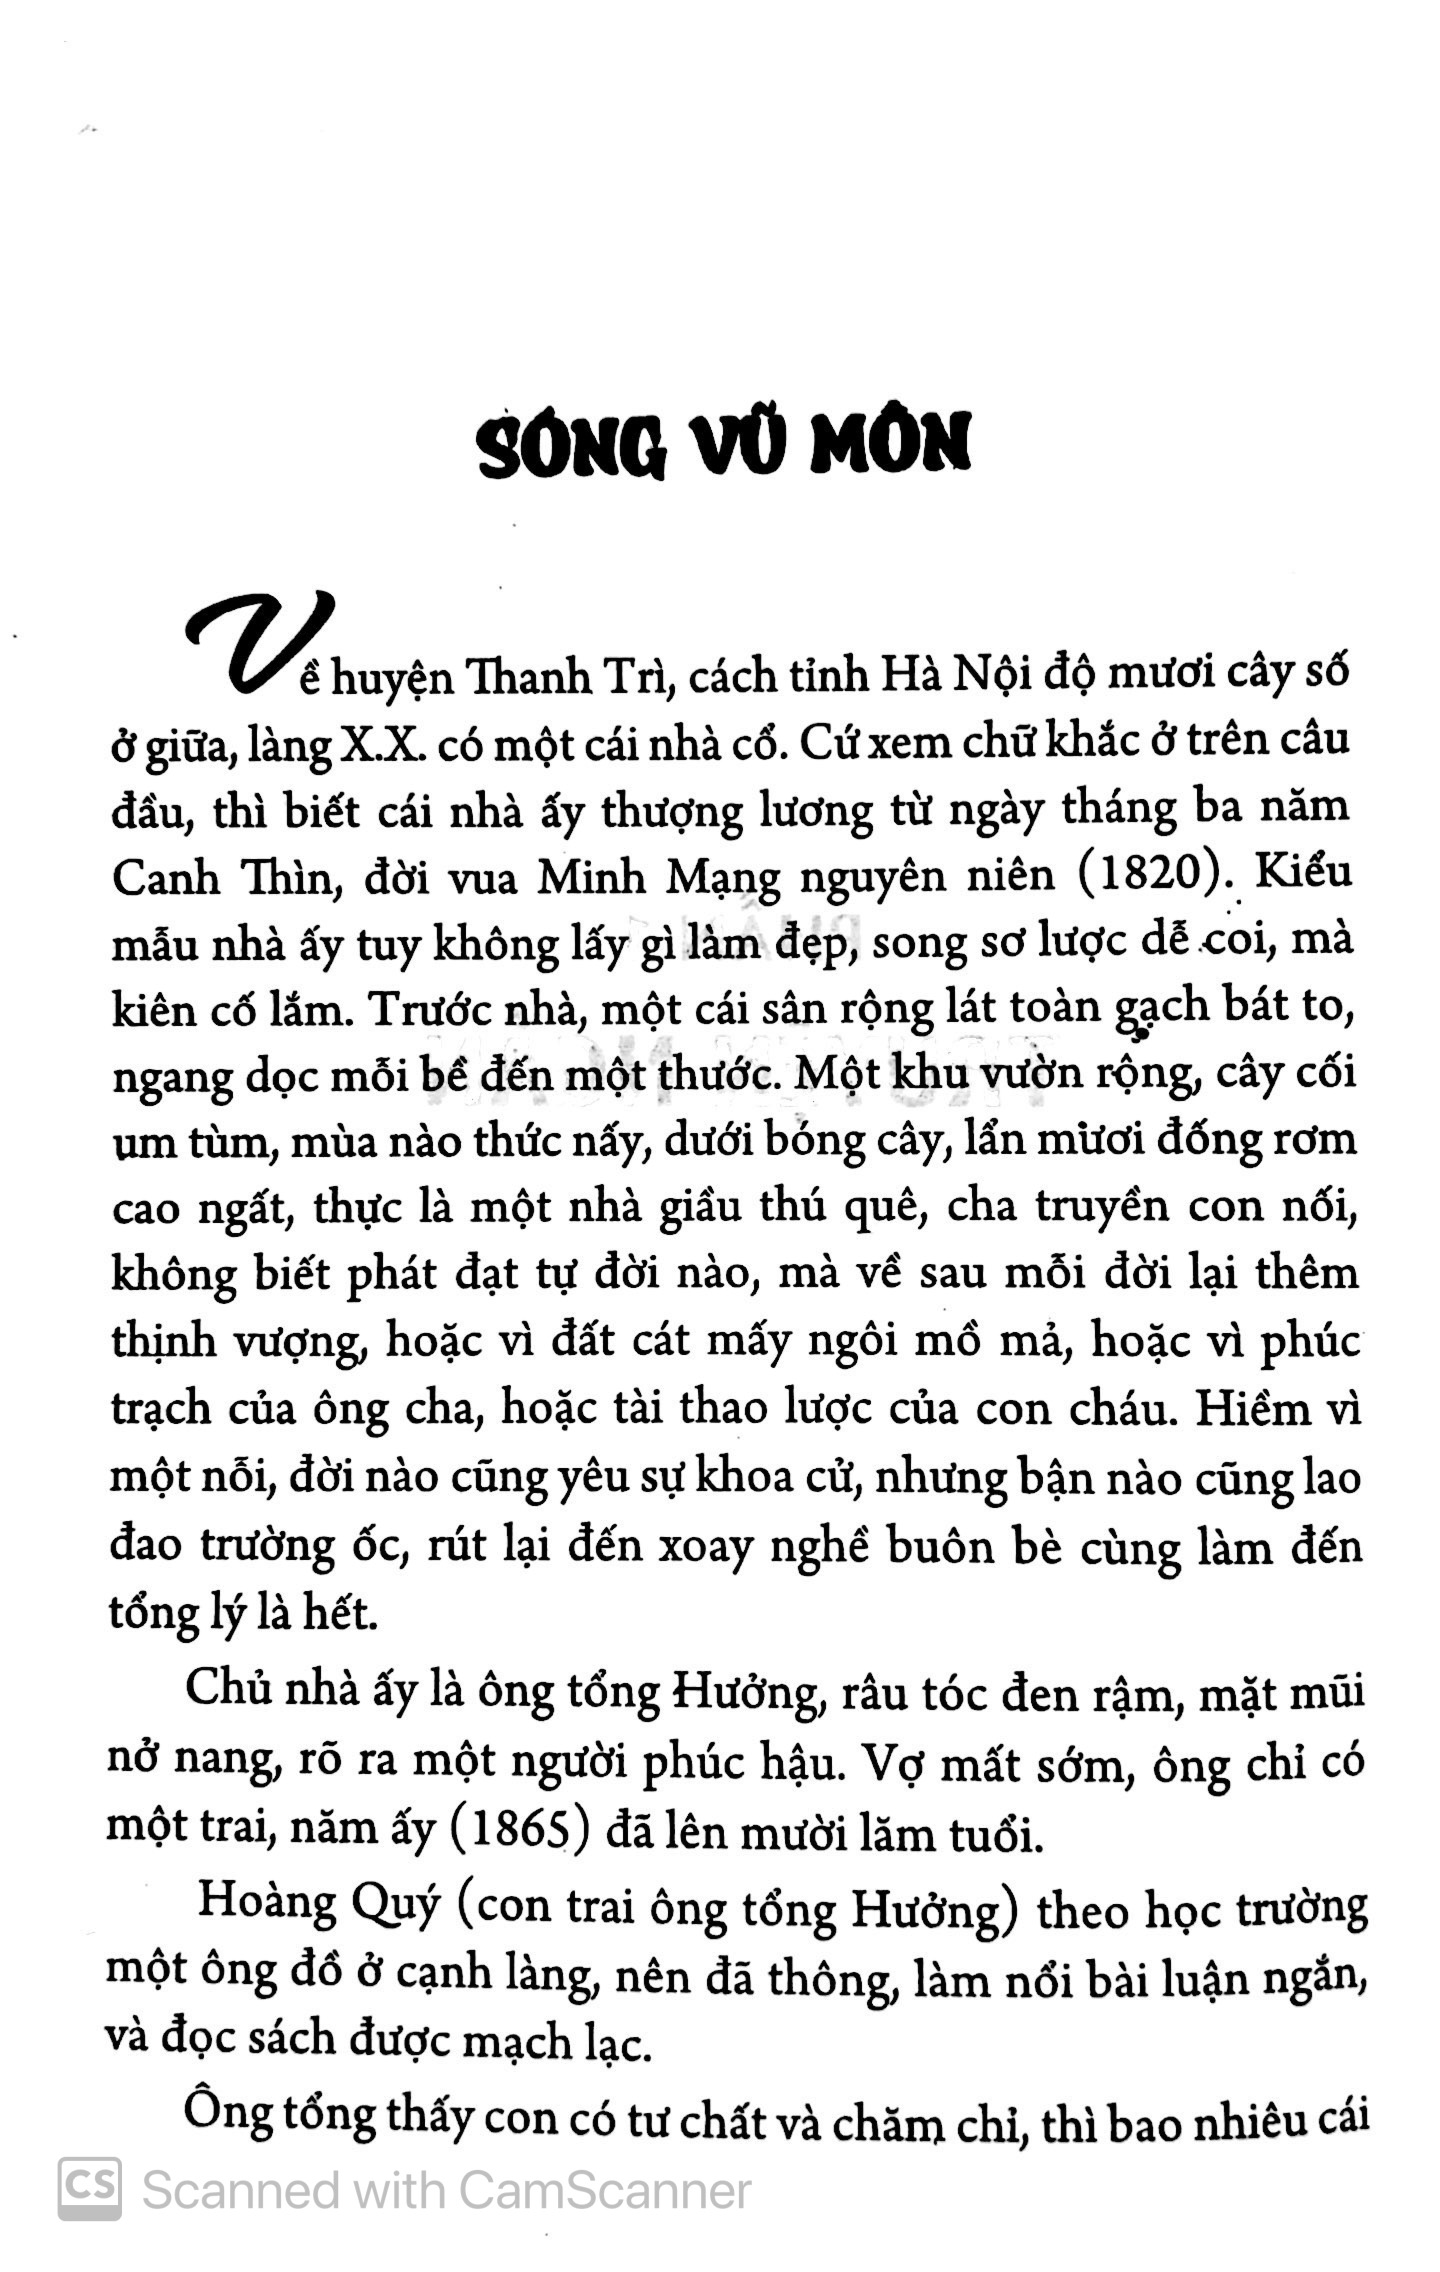 SÓNG VŨ MÔN
Về huyện Thanh Trì, cách tỉnh Hà Nội độ mươi cây số
ở giữa, làng X.X. có một cái nhà cổ. Cứ xem chữ khắc ở trên câu
đầu, thì biết cái nhà ấy thượng lương từ ngày tháng ba năm
Canh Thìn, đời vua Minh Mạng nguyên niên (1820). Kiểu
mẫu nhà ấy tuy không lấy gì làm đẹp, song sơ lược dễ coi, mà
kiên cố lắm. Trước nhà, một cái sân rộng lát toàn gạch bát to,
ngang dọc mỗi bề đến một thước. Một khu vườn rộng, cây cối
um tùm, mùa nào thức nấy, dưới bóng cây, lẩn mươi đống rơm
cao ngất, thực là một nhà giầu thú quê, cha truyền con nối,
không biết phát đạt tự đời nào, mà về sau mỗi đời lại thêm
thịnh vượng, hoặc vì đất cát mấy ngôi mồ mả, hoặc vì phúc
trạch của ông cha, hoặc tài thao lược của con cháu. Hiềm vì
một nỗi, đời nào cũng yêu sự khoa cử, nhưng bận nào cũng lao
đao trường ốc, rút lại đến xoay nghề buôn bè cùng làm đến
tổng lý là hết.
Chủ nhà ấy là ông tổng Hưởng, râu tóc đen rậm, mặt mũi
nở nang, rõ ra một người phúc hậu. Vợ mất sớm, ông chỉ có
một trai, năm ấy (1865) đã lên mười lăm tuổi.
Hoàng Quý (con trai ông tổng Hưởng) theo học trường
một ông đồ ở cạnh làng, nên đã thông, làm nổi bài luận ngắn,
và đọc sách được mạch lạc.
Ông tổng thấy con có tư chất và chăm chỉ, thì bao nhiêu cái
CS Scanned with CamScanner